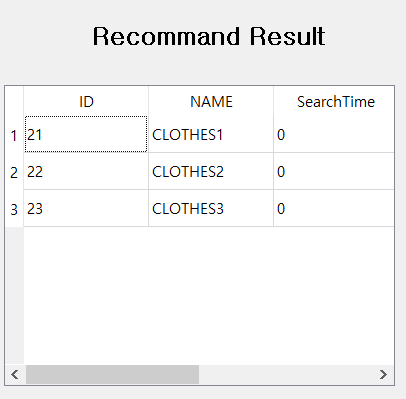 Recommand Result
ID NAME SearchTime
1 21 CLOTHES1 0
2 22 CLOTHES2 0
3 23 CLOTHES3 0